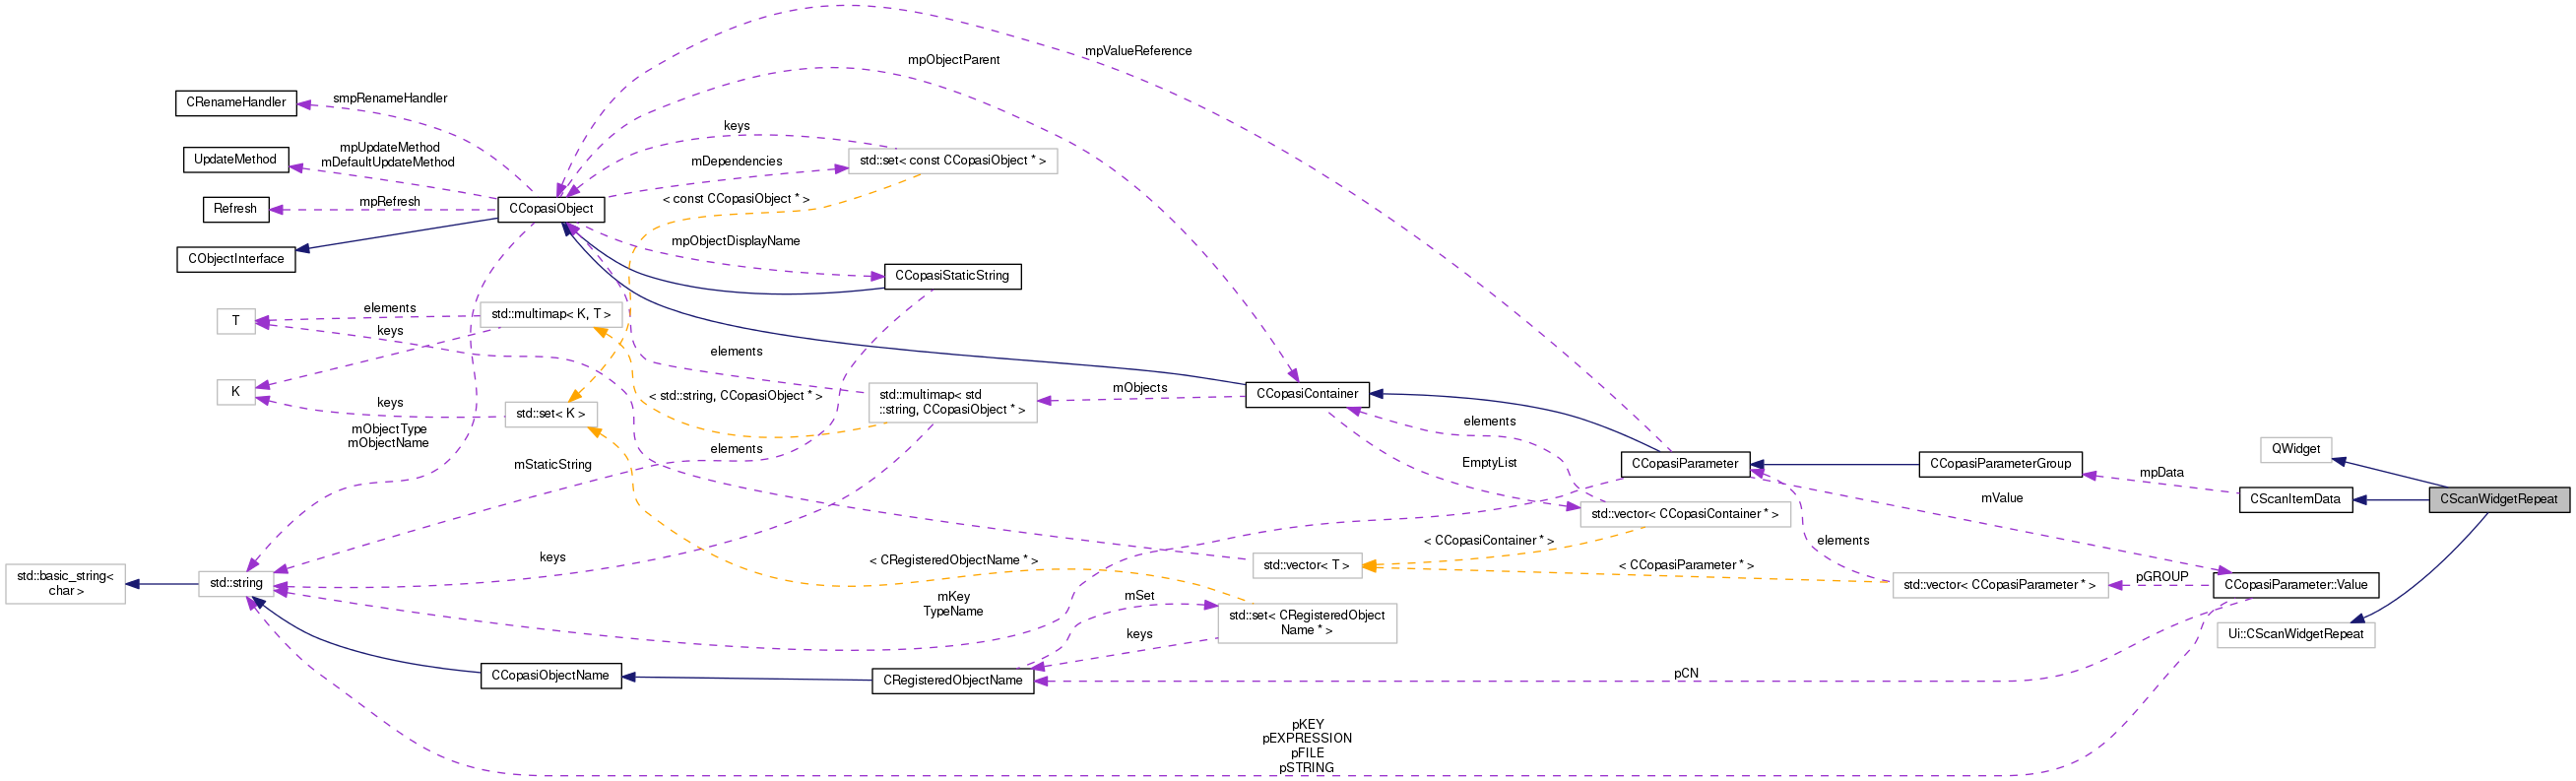 mpValueReference
mpObjectParent
CRenameHandler
smpRenameHandler
keys
UpdateMethod
mpUpdateMethod
mDefaultUpdateMethod
mDependencies
std::set< const CCopasiObject * >
Refresh
mpRefresh
CCopasiObject
< const CCopasiObject * >
CObjectInterface
mpObjectDisplayName
CCopasiStaticString
T
elements
keys
std::multimap< K, T >
elements
K
keys
std::set< K >
< std::string, CCopasiObject * >
std::multimap< std
::string, CCopasiObject * >
mObjects
CCopasiContainer
mObjectType
mObjectName
mStaticString
elements
elements
EmptyList
CCopasiParameter
CCopasiParameterGroup
mpData
QWidget
CScanItemData
CScanWidgetRepeat
mValue
std::vector< CCopasiContainer * >
< CCopasiContainer * >
elements
keys
< CRegisteredObjectName * >
std::vector< T >
< CCopasiParameter * >
std::vector< CCopasiParameter * >
pGROUP
CCopasiParameter::Value
std::basic_string<
char >
std::string
mKey
TypeName
mSet
std::set< CRegisteredObject
Name * >
keys
Ui::CScanWidgetRepeat
CCopasiObjectName
CRegisteredObjectName
pCN
pKEY
pEXPRESSION
pFILE
pSTRING